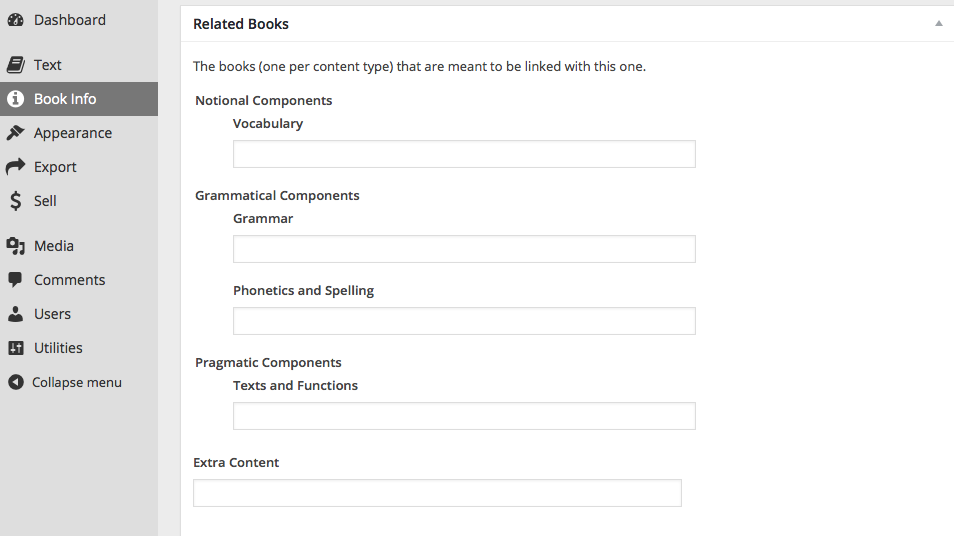 Dashboard
Text
Book Info
Appearance
Export
Sell
Media
Comments
Users
Utilities
Collapse menu
Related Books
The books (one per content type) that are meant to be linked with this one.
Notional Components
Vocabulary
Grammatical Components
Grammar
Phonetics and Spelling
Pragmatic Components
Texts and Functions
Extra Content